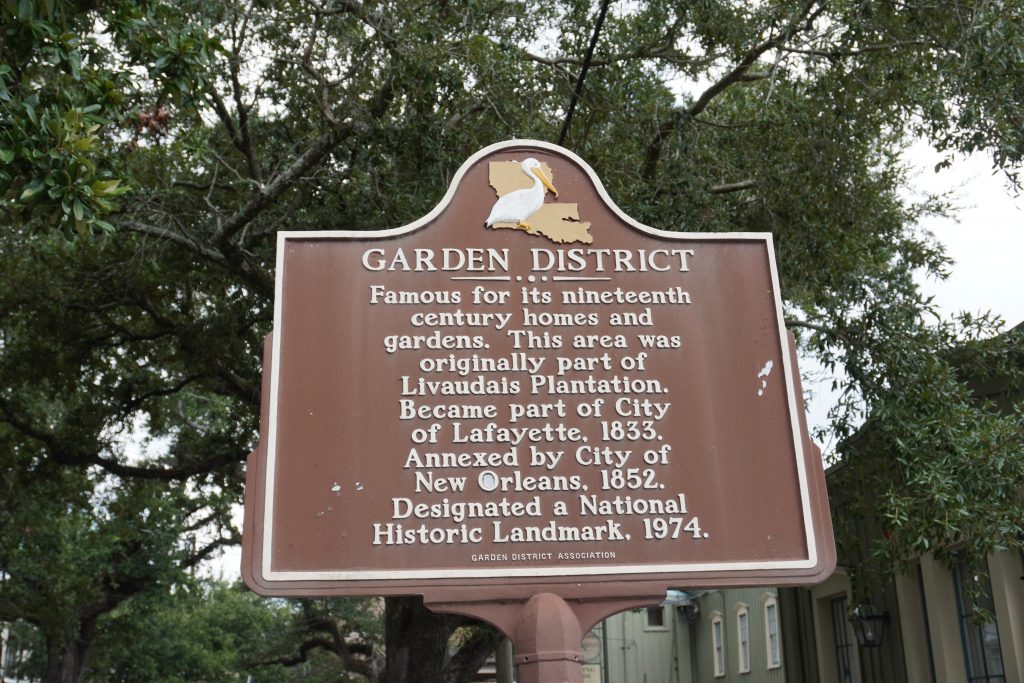 GARDEN DISTRICT
Famous for its nineteenth
century homes and
gardens. This area was
originally part of
Livaudais Plantation.
Became part of City
of Lafayette, 1833.
Annexed by City of
New Orleans, 1852.
Designated a National
Historic Landmark, 1974.
GARDEN DISTRICT ASSOCIATION